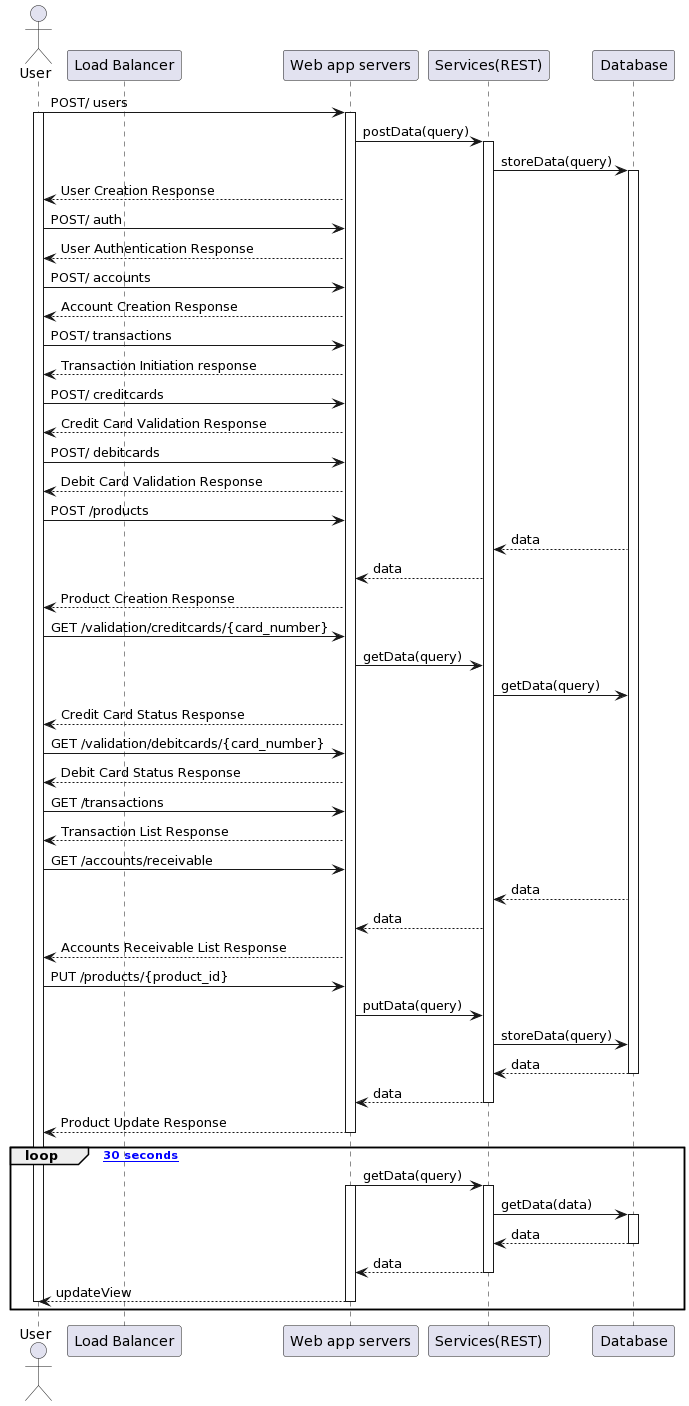 User
Load Balancer
Web app servers
Services(REST)
Database
POST/ users
postData(query)
storeData(query)
User Creation Response
POST/ auth
User Authentication Response
POST/ accounts
Account Creation Response
POST/ transactions
Transaction Initiation response
POST/ creditcards
Credit Card Validation Response
POST/ debitcards
Debit Card Validation Response
POST /products
data
data
Product Creation Response
GET /validation/creditcards/{card_number}
getData(query)
getData(query)
Credit Card Status Response
GET /validation/debitcards/{card_number}
Debit Card Status Response
GET /transactions
Transaction List Response
GET /accounts/receivable
data
data
Accounts Receivable List Response
PUT /products/{product_id}
putData(query)
storeData(query)
data
data
Product Update Response
loop
30 seconds
getData(query)
getData(data)
data
data
updateView
User
Load Balancer
Web app servers
Services(REST)
Database